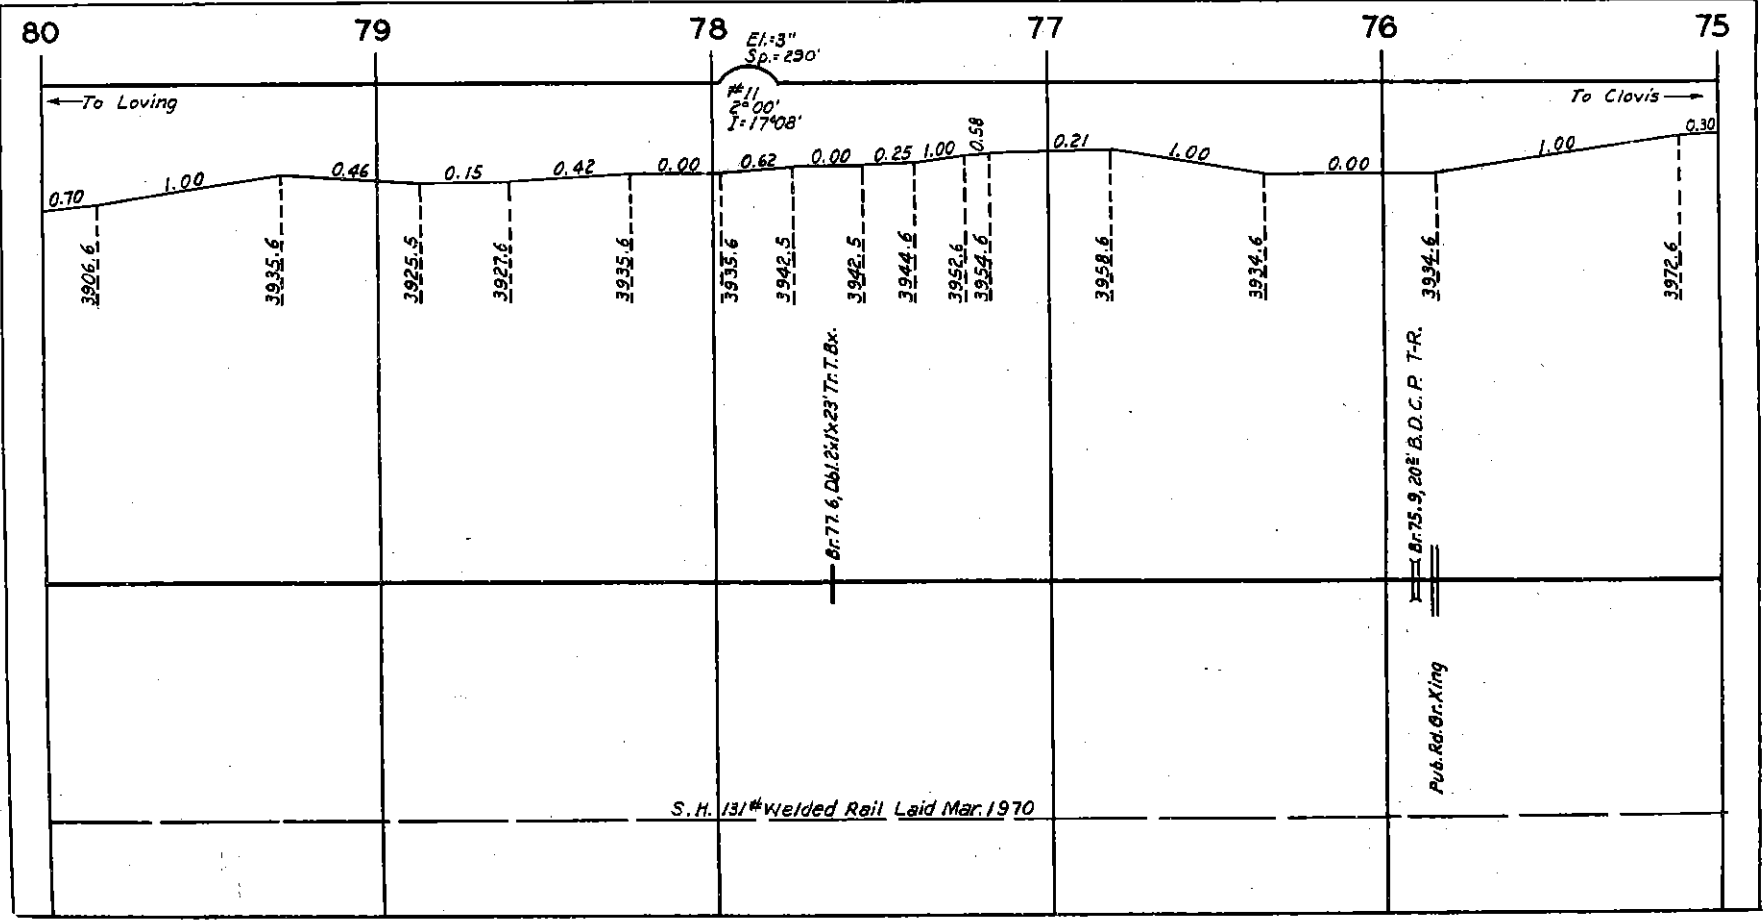 80 79 78 77 76 75
El.=3"
Sp.=290'
←To Loving
To Clovis→
#11
2°00'
I=17°08'
0.70 1.00 0.46 0.15 0.42 0.00 0.62 0.00 0.25 1.00 0.58 0.21 1.00 0.00 1.00 0.30
3906.6
3935.6
3925.5
3927.6
3935.6
3935.6
3942.5
3942.5
3944.6
3952.6
3954.6
3958.6
3934.6
3934.6
3972.6
Br.77.6, Dbl.2'x1'x23' Tr.T.Bx.
Br.75.9, 20' B.D.C.P. T-R.
Pub.Rd.Gr.Xing
S.H. 131# Welded Rail Laid Mar. 1970